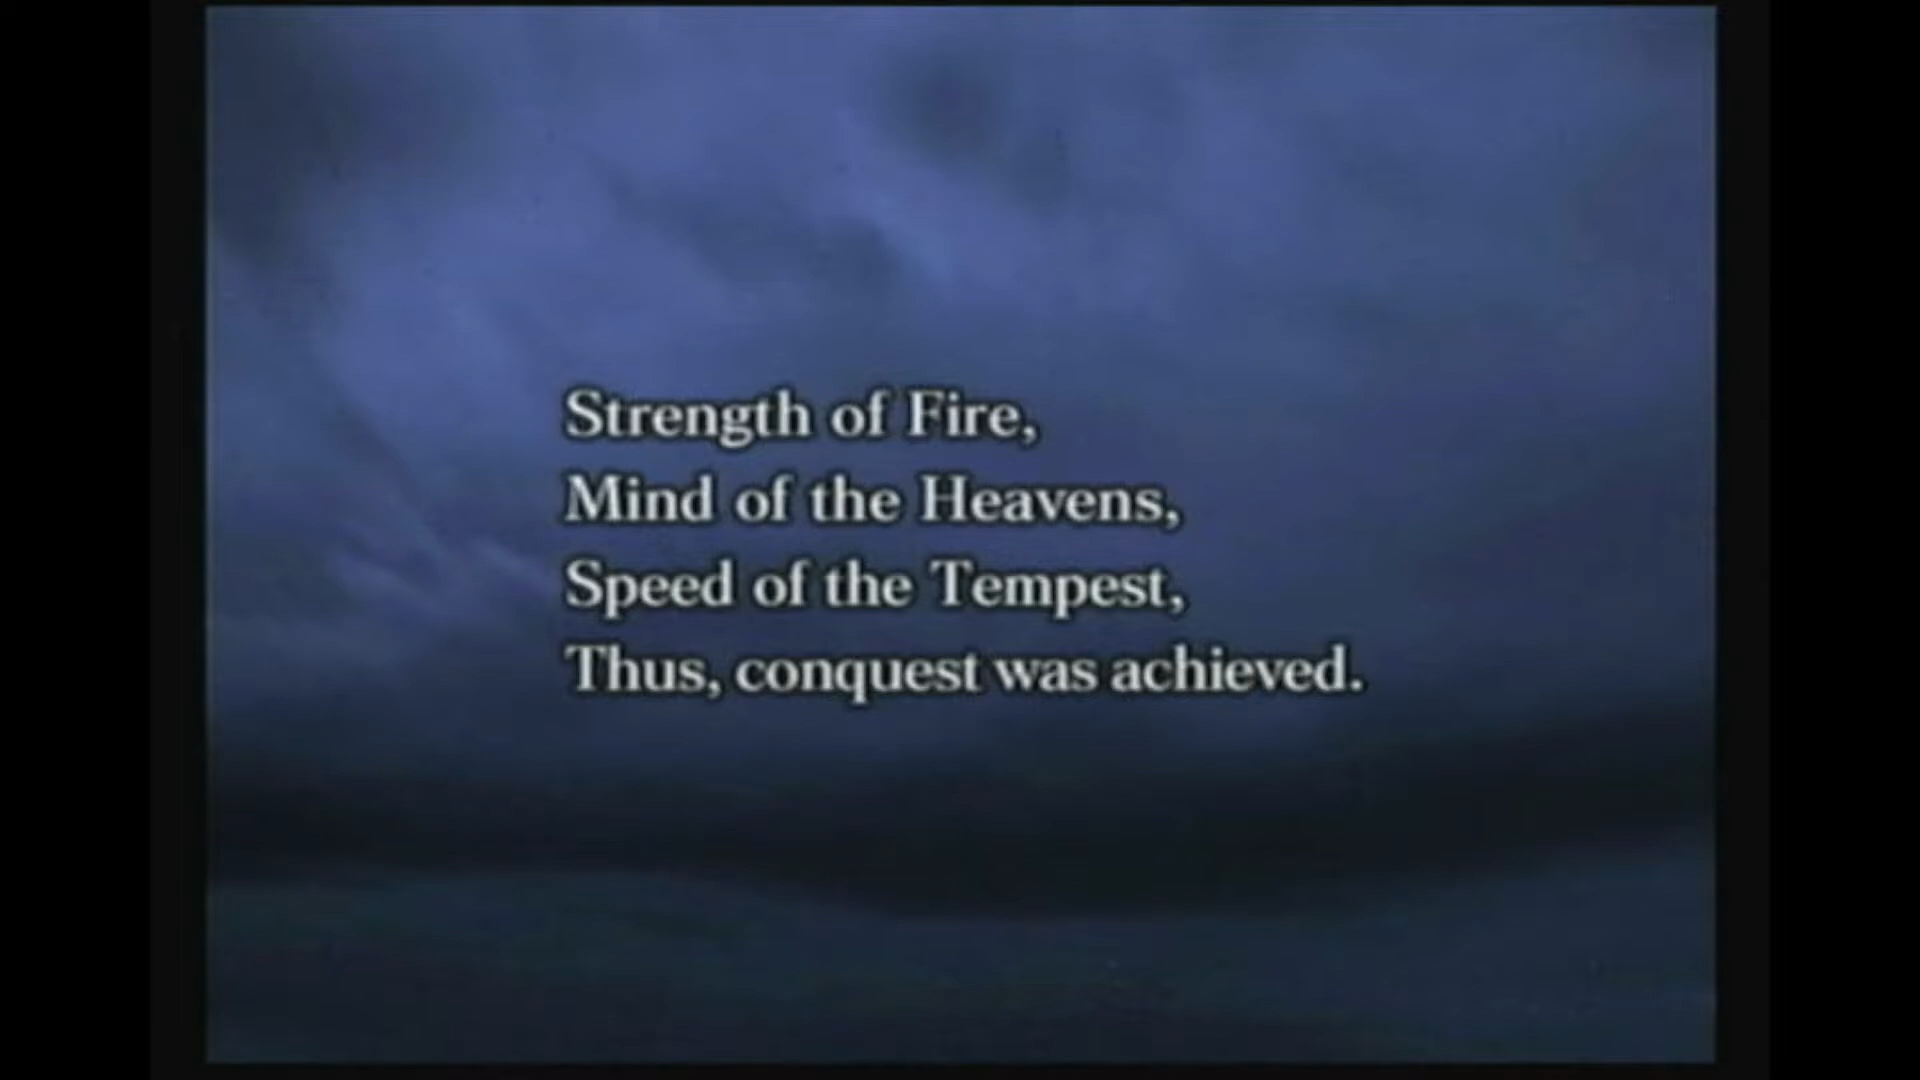 Strength of Fire,
Mind of the Heavens,
Speed of the Tempest,
Thus, conquest was achieved.